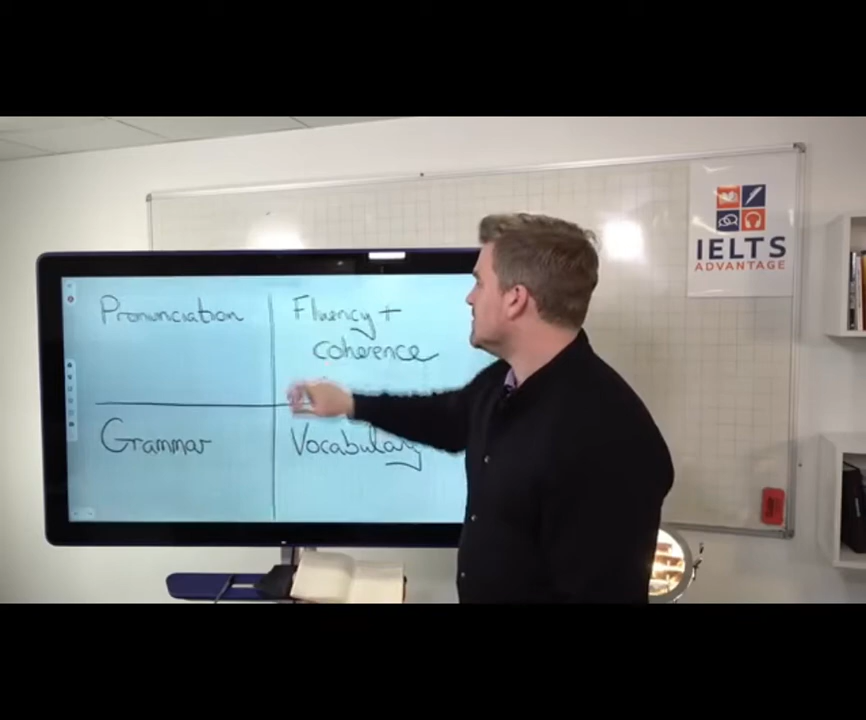 Pronunciation
Fluency +
coherence
Grammar
Vocabulary
IELTS
ADVANTAGE